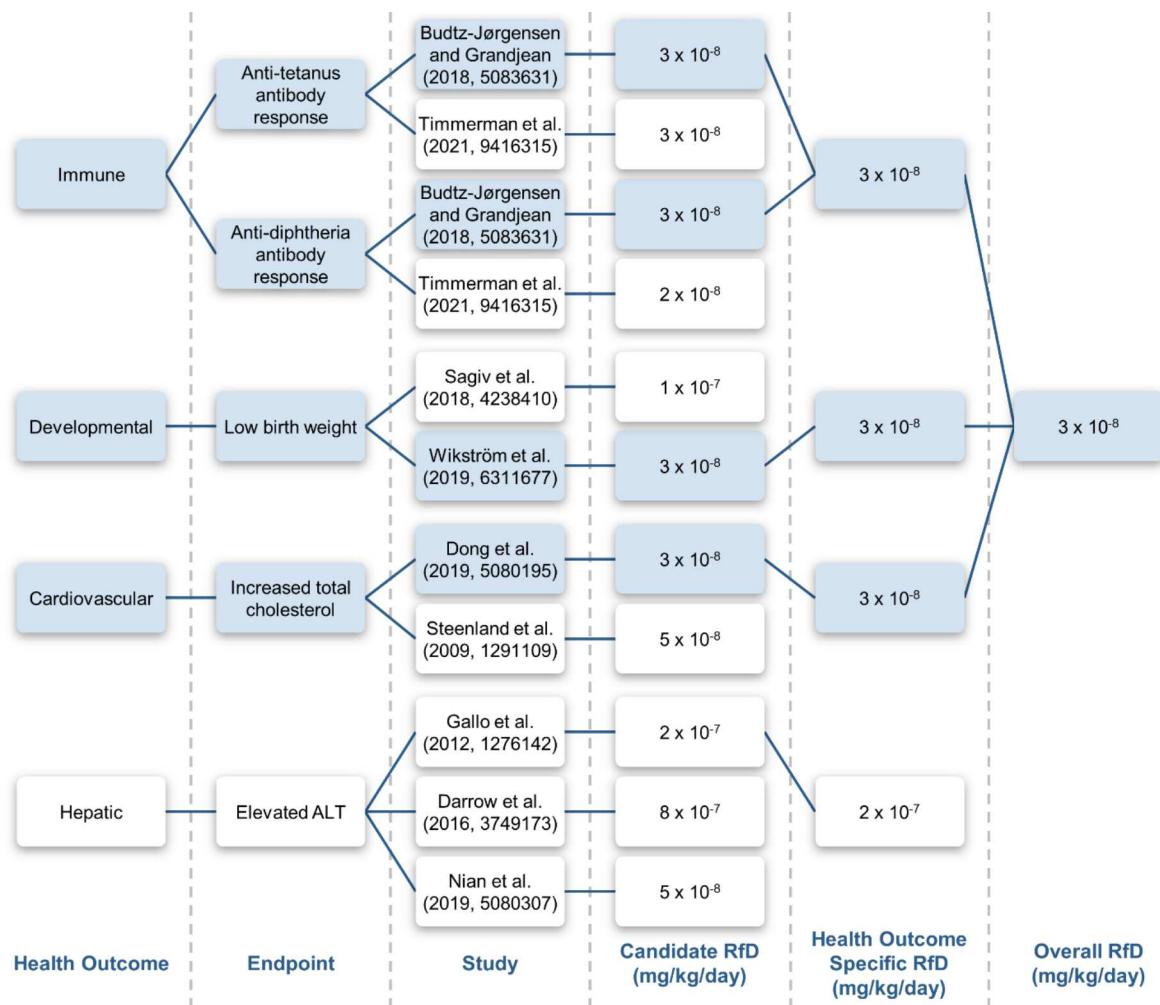 Immune
Anti-tetanus
antibody
response
Budtz-Jørgensen
and Grandjean
(2018, 5083631)
3 x 10⁻⁸
Timmerman et al.
(2021, 9416315)
3 x 10⁻⁸
Anti-diphtheria
antibody
response
Budtz-Jørgensen
and Grandjean
(2018, 5083631)
3 x 10⁻⁸
Timmerman et al.
(2021, 9416315)
2 x 10⁻⁸
3 x 10⁻⁸
Developmental
Low birth weight
Sagiv et al.
(2018, 4238410)
1 x 10⁻⁷
Wikström et al.
(2019, 6311677)
3 x 10⁻⁸
3 x 10⁻⁸
3 x 10⁻⁸
Cardiovascular
Increased total
cholesterol
Dong et al.
(2019, 5080195)
3 x 10⁻⁸
Steenland et al.
(2009, 1291109)
5 x 10⁻⁸
3 x 10⁻⁸
Hepatic
Elevated ALT
Gallo et al.
(2012, 1276142)
2 x 10⁻⁷
Darrow et al.
(2016, 3749173)
8 x 10⁻⁷
Nian et al.
(2019, 5080307)
5 x 10⁻⁸
2 x 10⁻⁷
Health Outcome
Endpoint
Study
Candidate RfD
(mg/kg/day)
Health Outcome
Specific RfD
(mg/kg/day)
Overall RfD
(mg/kg/day)